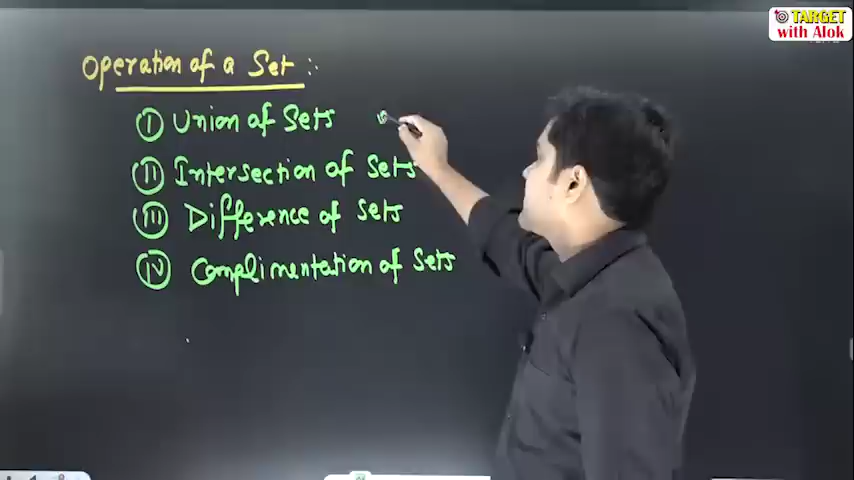 TARGET
with Alok
Operation of a Set :
I Union of Sets
II Intersection of Sets
III Difference of Sets
IV Complimentation of Sets